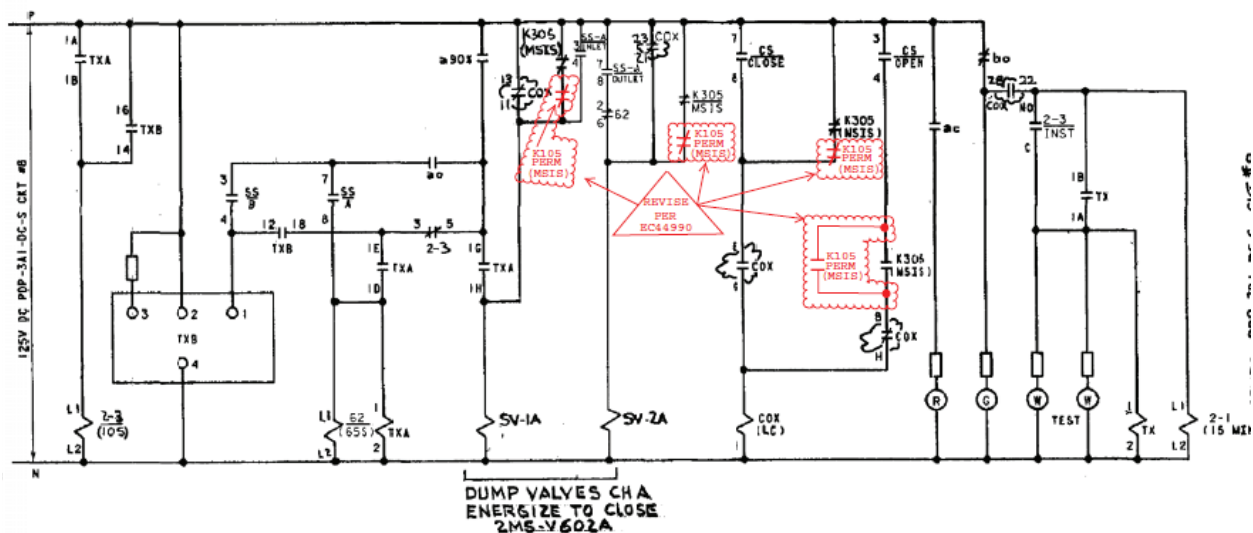 P
1A
TXA
1B
16
TXB
14
3
SS
B
4
12
18
TXB
7
SS
A
8
ao
3
5
2-3
1E
TXA
1D
a90%
1G
TXA
1H
13
COX
11
K305
(MSIS)
3
SS-A
INLET
4
K105
PERM
(MSIS)
7
SS-A
8
OUTLET
2
62
6
23
COX
21
K305
MSIS
K105
PERM
(MSIS)
7
CS
CLOSE
8
K305
(MSIS)
K105
PERM
(MSIS)
3
CS
OPEN
4
REVISE
PER
EC44990
K105
PERM
(MSIS)
K305
(MSIS)
E
COX
G
B
COX
H
ac
bo
22
COX
NO
2-3
INST
C
1B
TX
1A
125V DC PDP-3A1-DC-S CKT #8
3
2
1
TXB
4
L1
2-3
(10S)
L2
L1
62
(65S)
L2
1
TXA
2
SV-1A
SV-2A
COX
(LC)
R
G
W
W
TEST
1
TX
2
L1
2-1
(15 MIN
L2
N
DUMP VALVES CH A
ENERGIZE TO CLOSE
2MS-V602A